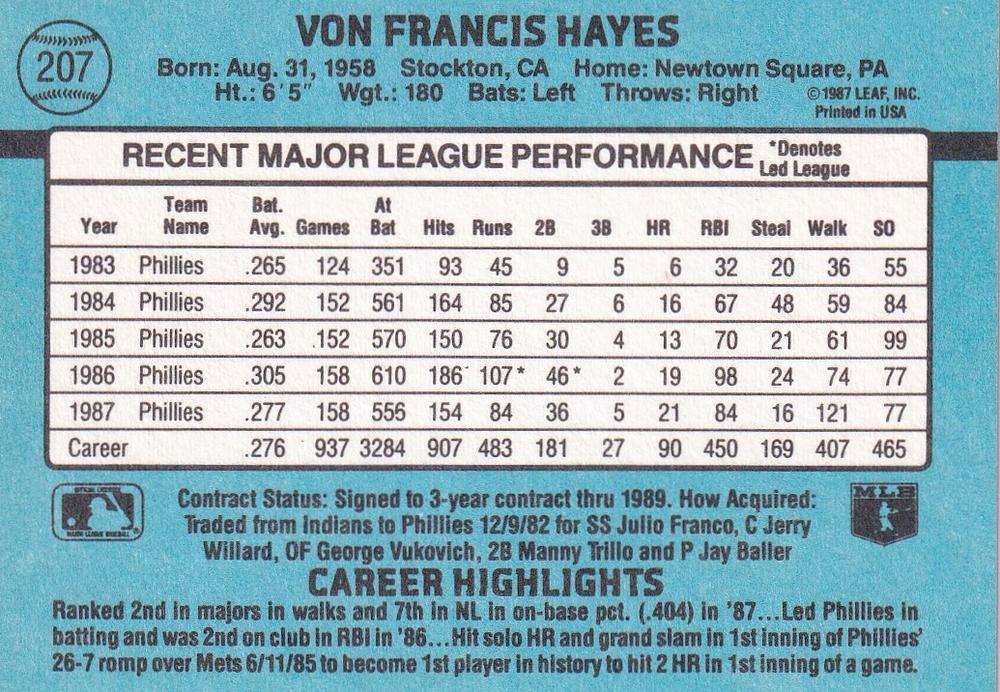 207
VON FRANCIS HAYES
Born: Aug. 31, 1958 Stockton, CA Home: Newtown Square, PA
Ht.: 6'5" Wgt.: 180 Bats: Left Throws: Right
©1987 LEAF, INC.
Printed in USA
RECENT MAJOR LEAGUE PERFORMANCE *Denotes Led League
Year Team Name Bat. Avg. Games At Bat Hits Runs 2B 3B HR RBI Steal Walk SO
1983 Phillies .265 124 351 93 45 9 5 6 32 20 36 55
1984 Phillies .292 152 561 164 85 27 6 16 67 48 59 84
1985 Phillies .263 152 570 150 76 30 4 13 70 21 61 99
1986 Phillies .305 158 610 186 107* 46* 2 19 98 24 74 77
1987 Phillies .277 158 556 154 84 36 5 21 84 16 121 77
Career .276 937 3284 907 483 181 27 90 450 169 407 465
Contract Status: Signed to 3-year contract thru 1989. How Acquired:
Traded from Indians to Phillies 12/9/82 for SS Julio Franco, C Jerry
Willard, OF George Vukovich, 2B Manny Trillo and P Jay Baller
MLB
CAREER HIGHLIGHTS
Ranked 2nd in majors in walks and 7th in NL in on-base pct. (.404) in '87...Led Phillies in
batting and was 2nd on club in RBI in '86...Hit solo HR and grand slam in 1st inning of Phillies'
26-7 romp over Mets 6/11/85 to become 1st player in history to hit 2 HR in 1st inning of a game.